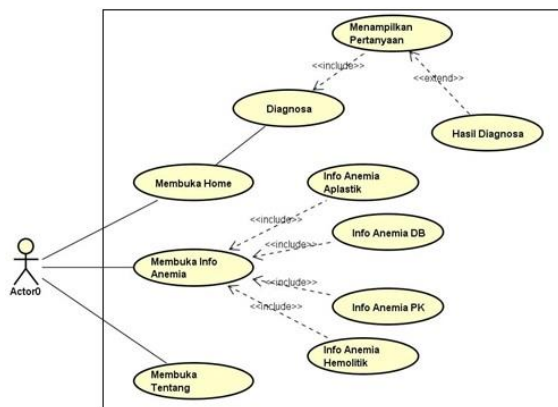 Menampilkan
Pertanyaan
<<include>>
<<extend>>
Diagnosa
Hasil Diagnosa
Membuka Home
Info Anemia
Aplastik
<<include>>
Info Anemia DB
<<include>>
Actor0
Membuka Info
Anemia
<<include>>
Info Anemia PK
<<include>>
Info Anemia
Hemolitik
Membuka
Tentang